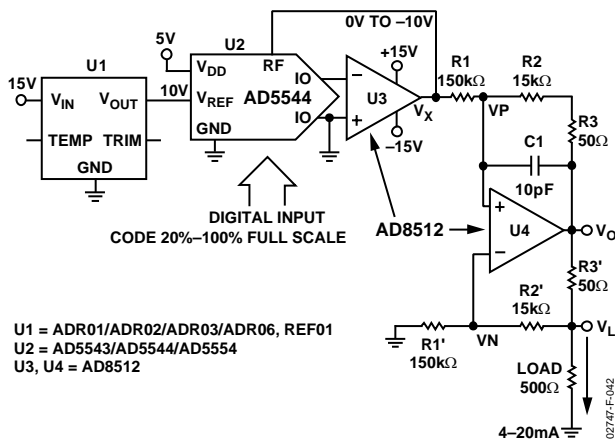 0V TO –10V
5V
U2
U1
15V
10V
VIN
VOUT
TEMP
TRIM
GND
VDD
RF
IO
VREF
AD5544
IO
GND
+15V
U3
VX
–15V
R1
150kΩ
VP
R2
15kΩ
R3
50Ω
C1
10pF
DIGITAL INPUT
CODE 20%–100% FULL SCALE
AD8512
+
U4
–
VO
R3'
50Ω
R2'
15kΩ
VN
R1'
150kΩ
VL
LOAD
500Ω
4–20mA
U1 = ADR01/ADR02/ADR03/ADR06, REF01
U2 = AD5543/AD5544/AD5554
U3, U4 = AD8512
02747-F-042